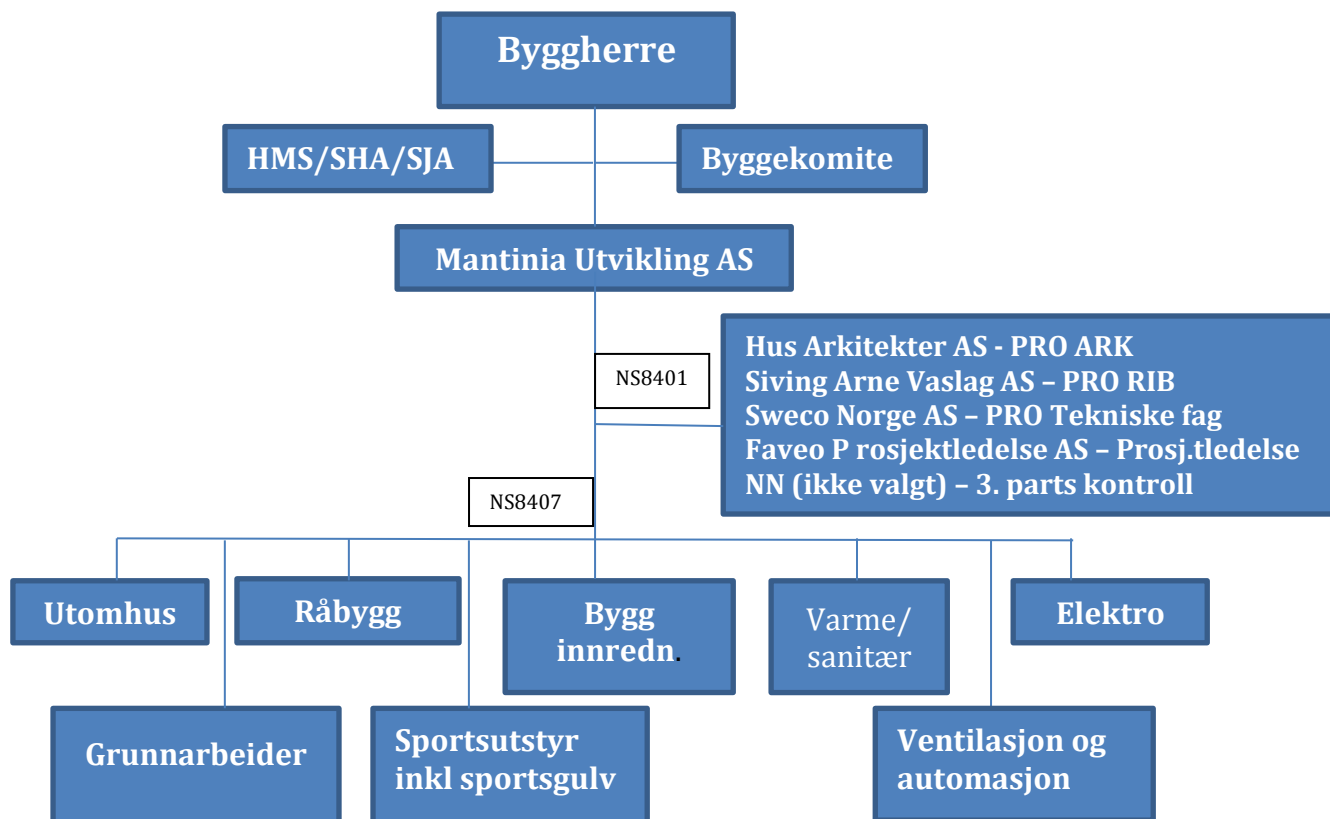 Byggherre
HMS/SHA/SJA
Byggekomite
Mantinia Utvikling AS
NS8401
Hus Arkitekter AS - PRO ARK
Siving Arne Vaslag AS – PRO RIB
Sweco Norge AS – PRO Tekniske fag
Faveo P rosjektledelse AS – Prosj.tledelse
NN (ikke valgt) – 3. parts kontroll
NS8407
Utomhus
Råbygg
Bygg
innredn.
Varme/
sanitær
Elektro
Grunnarbeider
Sportsutstyr
inkl sportsgulv
Ventilasjon og
automasjon